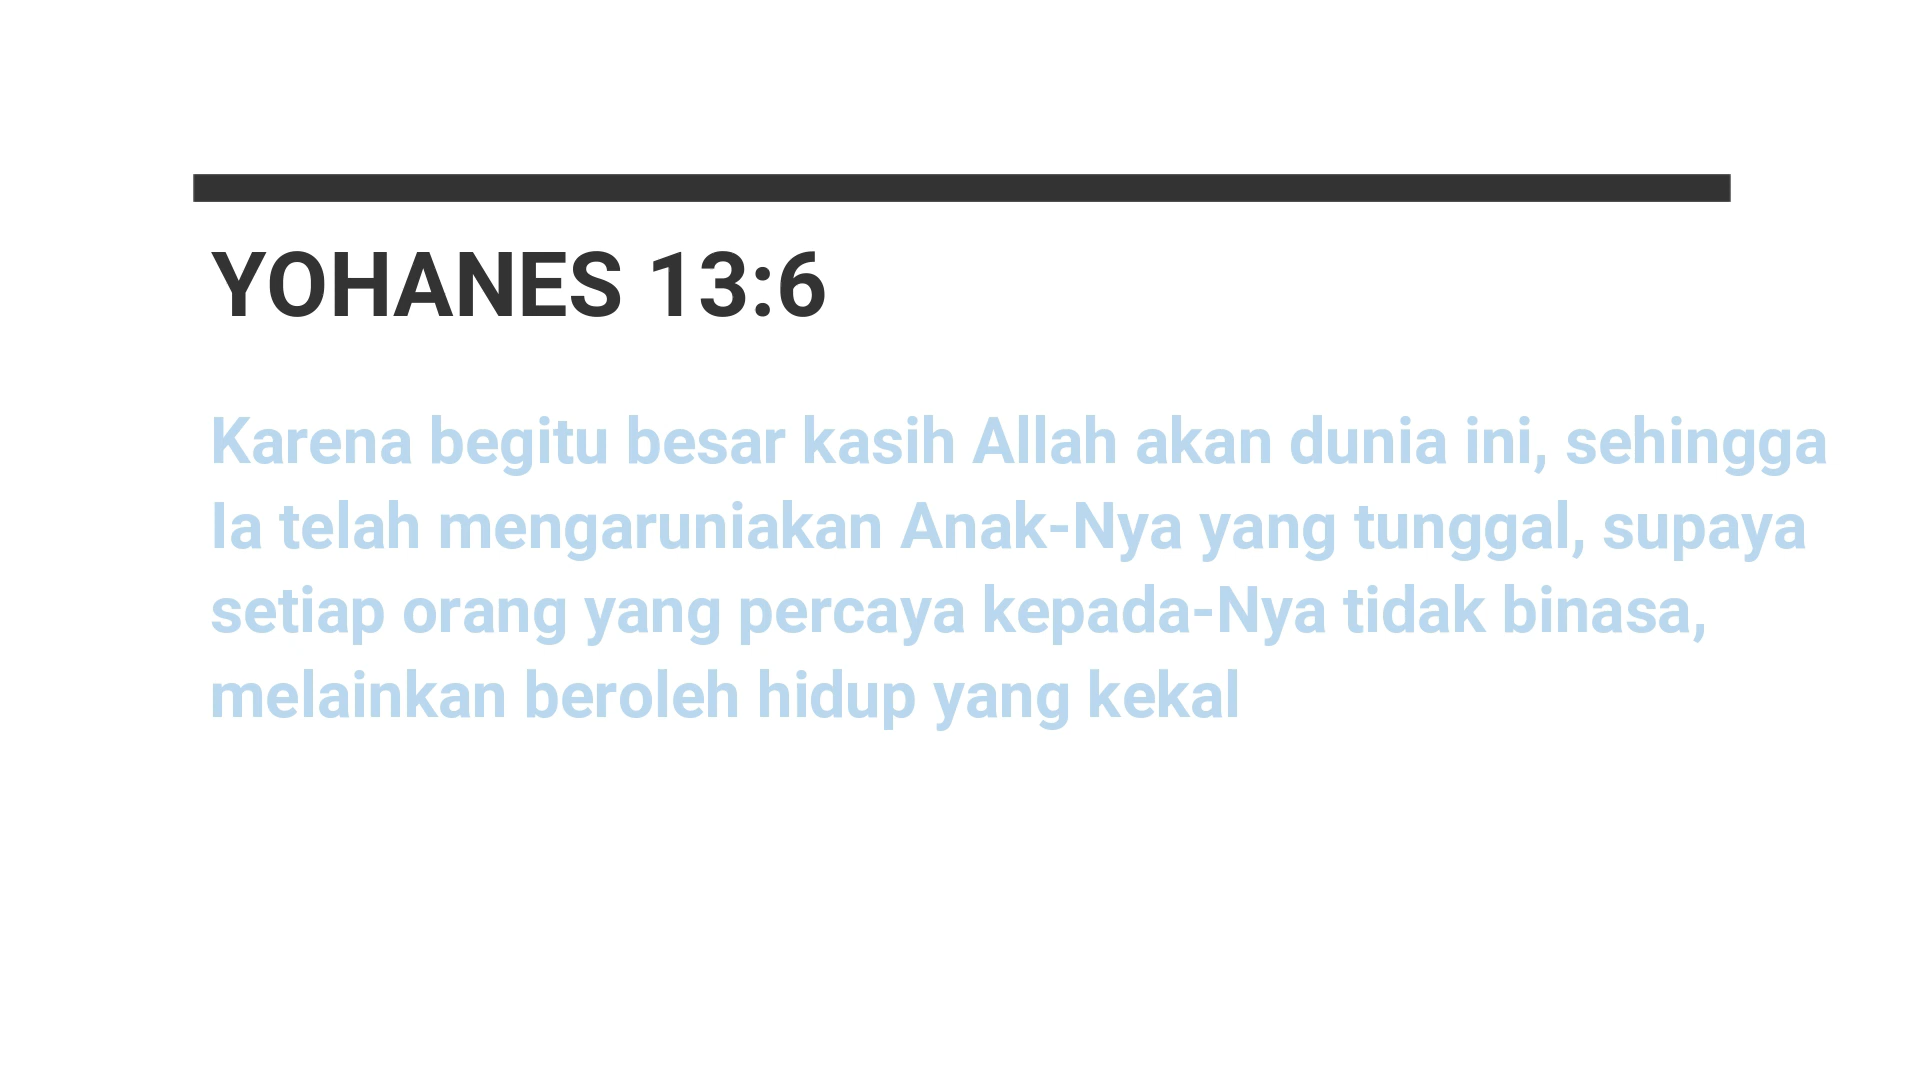 YOHANES 13:6
Karena begitu besar kasih Allah akan dunia ini, sehingga
Ia telah mengaruniakan Anak-Nya yang tunggal, supaya
setiap orang yang percaya kepada-Nya tidak binasa,
melainkan beroleh hidup yang kekal